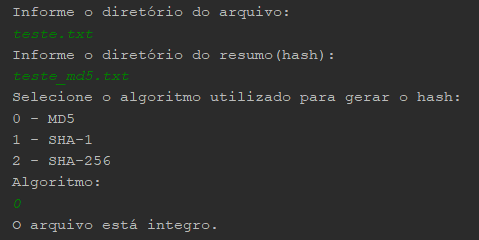 Informe o diretório do arquivo:
teste.txt
Informe o diretório do resumo(hash):
teste_md5.txt
Selecione o algoritmo utilizado para gerar o hash:
0 - MD5
1 - SHA-1
2 - SHA-256
Algoritmo:
0
O arquivo está integro.